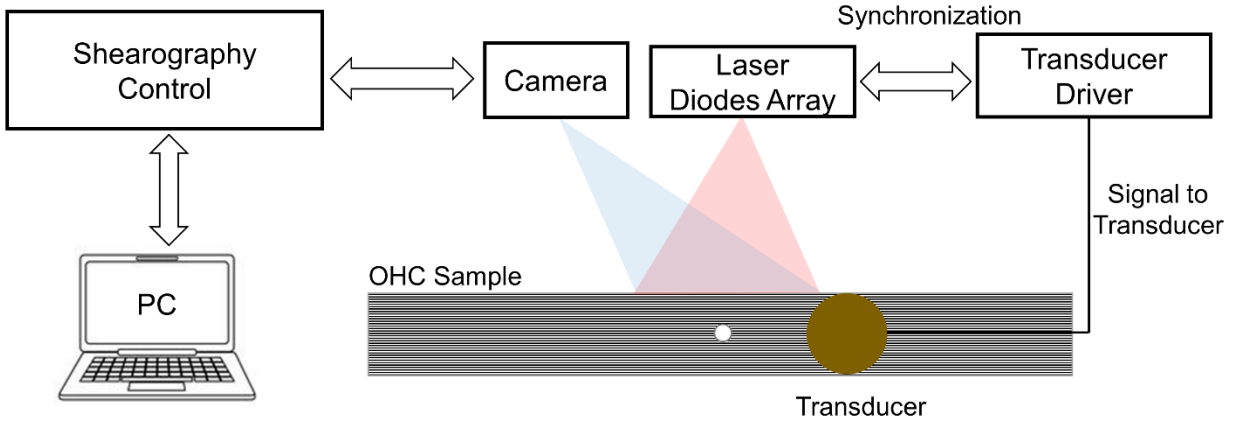 Synchronization
Shearography
Control
Camera
Laser
Diodes Array
Transducer
Driver
Signal to
Transducer
OHC Sample
PC
Transducer